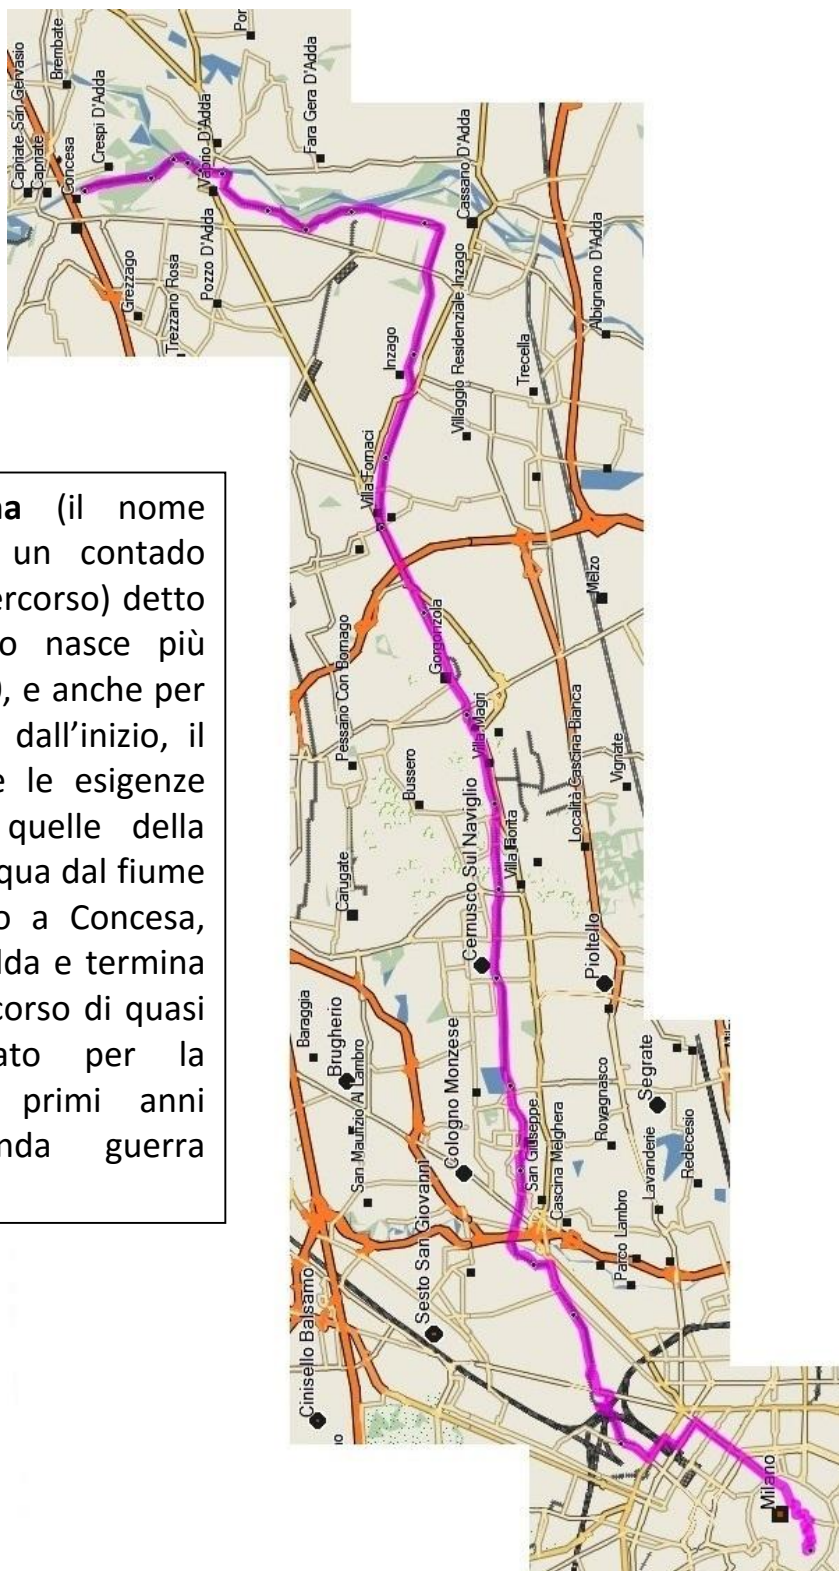 na (il nome
un contado
ercorso) detto
o nasce più
), e anche per
dall’inizio, il
e le esigenze
quelle della
qua dal fiume
o a Concesa,
dda e termina
corso di quasi
ato per la
primi anni
nda guerra
Capriate San Gervasio
Capriate
Brembate
Concesa
Crespi D'Adda
Por
Vaprio D'Adda
Fara Gera D'Adda
Grezzago
Trezzano Rosa
Pozzo D'Adda
Cassano D'Adda
Inzago
Villaggio Residenziale Inzago
Albignano D'Adda
Trecella
Villa Fornaci
Melzo
Gorgonzola
Pessano Con Bornago
Bussero
Villa Magri
Località Cascina Bianca
Vignate
Carugate
Cernusco Sul Naviglio
Villa Fiorita
Pioltello
Baraggia
Brugherio
San Maurizio Al Lambro
Cologno Monzese
San Giuseppe
Cascina Melghera
Rovagnasco
Segrate
Lavanderie
Redecesio
Parco Lambro
Sesto San Giovanni
Cinisello Balsamo
no
Milano